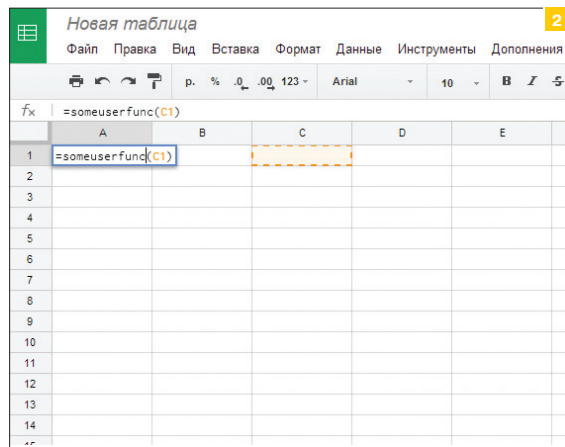 Новая таблица
2
Файл Правка Вид Вставка Формат Данные Инструменты Дополнения
р. % .0 .00 123 Arial 10 B I S
fx =someuserfunc(C1)
A B C D E
1 =someuserfunc(C1)
2
3
4
5
6
7
8
9
10
11
12
13
14
15